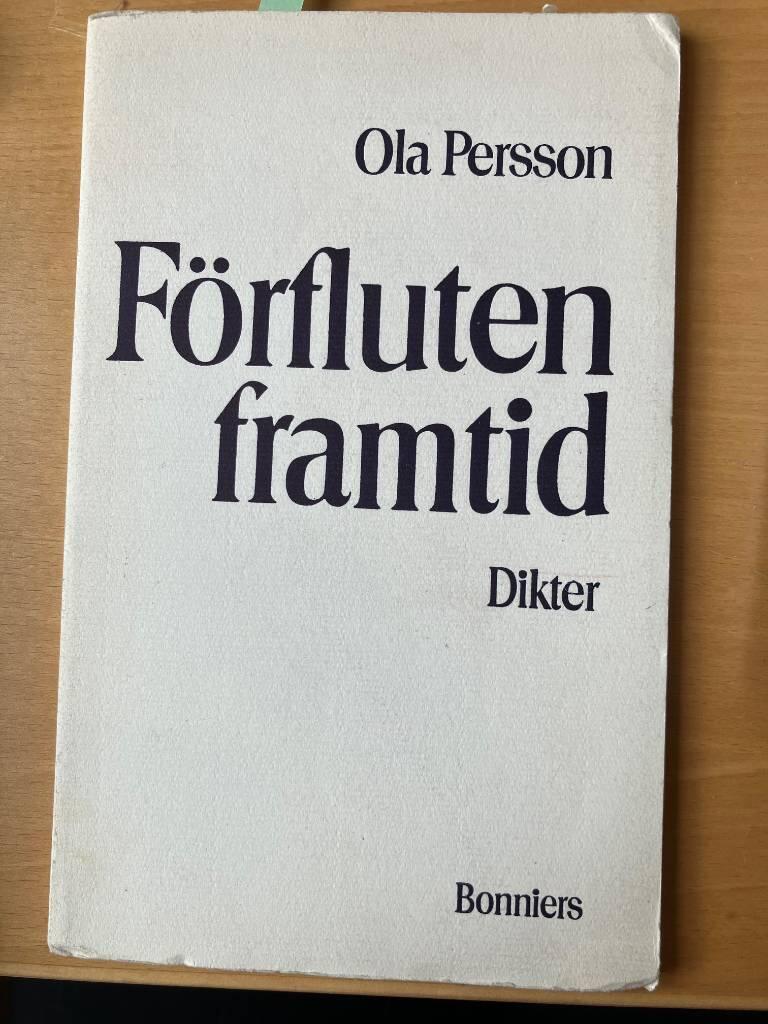 Ola Persson
Förfluten
framtid
Dikter
Bonniers